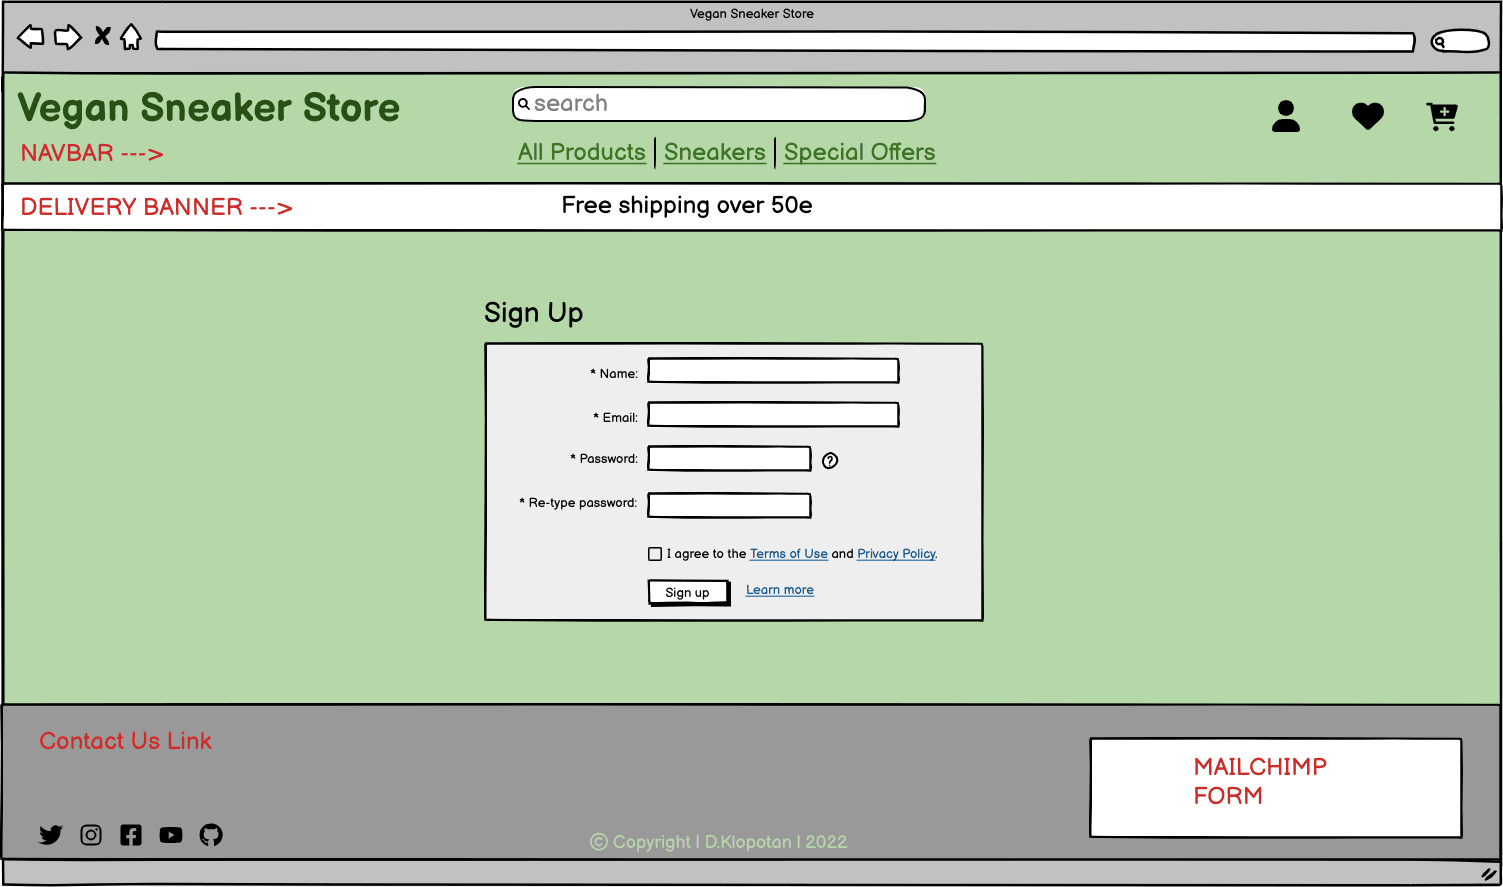 Vegan Sneaker Store
Vegan Sneaker Store
search
NAVBAR --->
All Products | Sneakers | Special Offers
DELIVERY BANNER --->
Free shipping over 50e
Sign Up
* Name:
* Email:
* Password:
?
* Re-type password:
I agree to the Terms of Use and Privacy Policy.
Sign up
Learn more
Contact Us Link
MAILCHIMP
FORM
© Copyright | D.Klopotan | 2022